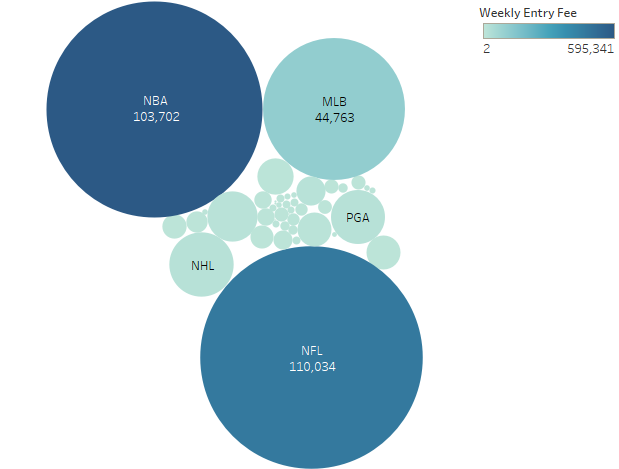 Weekly Entry Fee
2 595,341
NBA
103,702
MLB
44,763
PGA
NHL
NFL
110,034